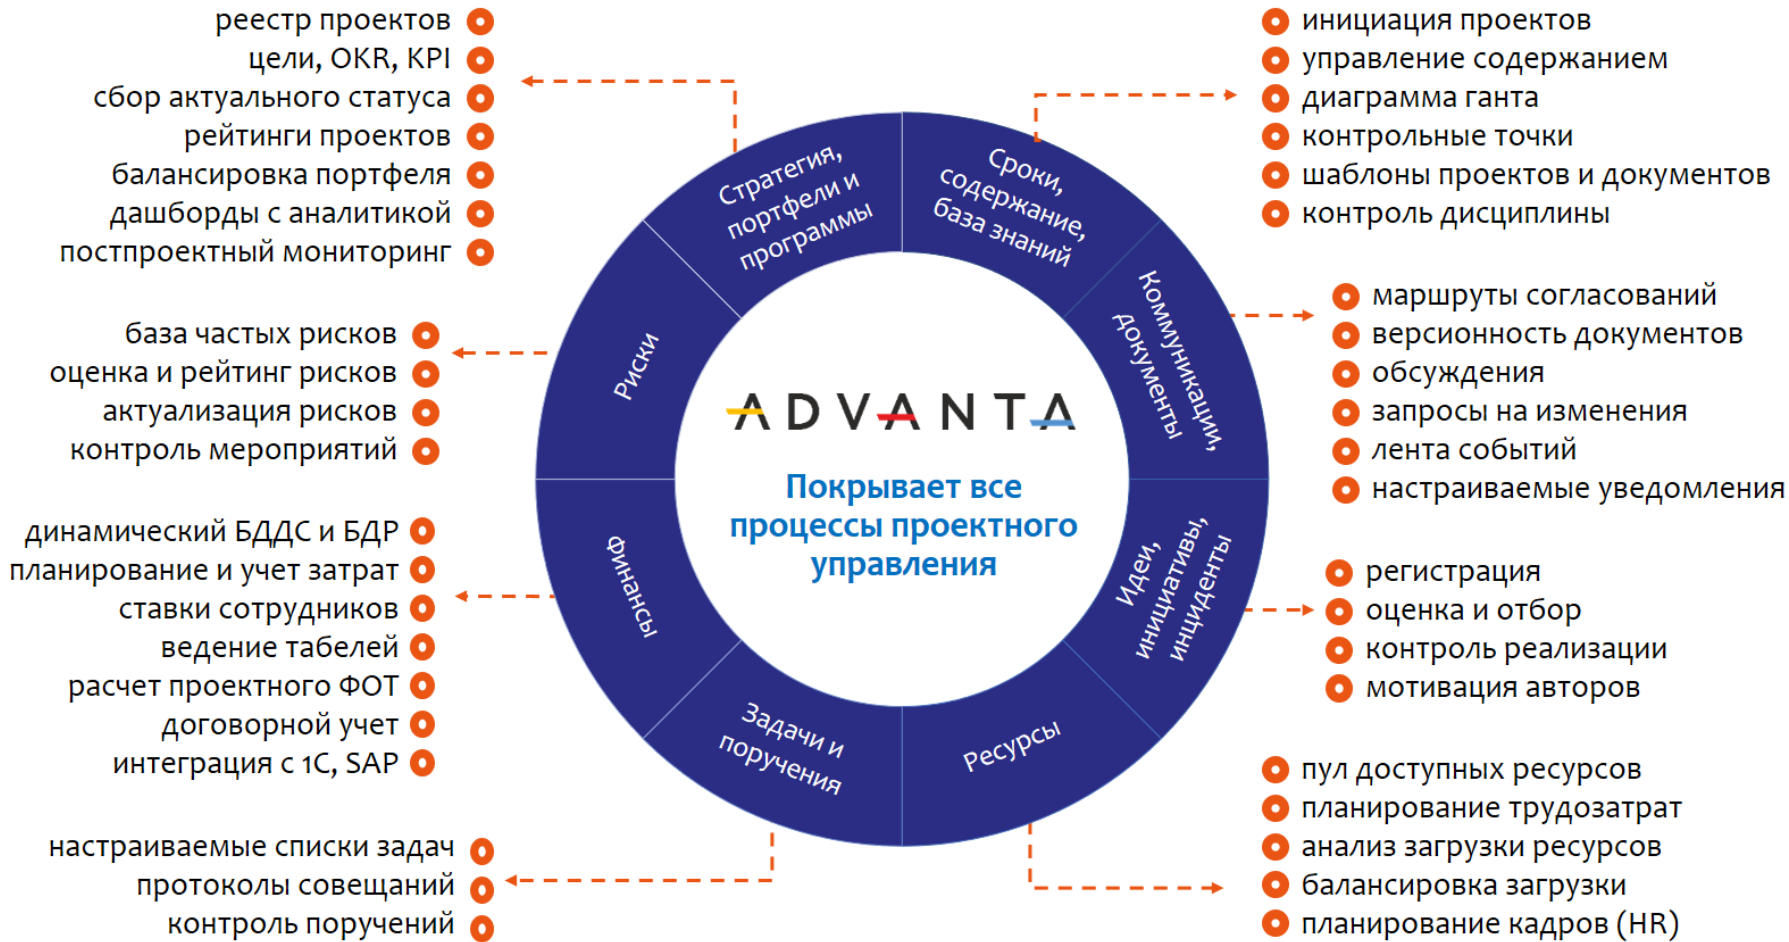 реестр проектов
цели, OKR, KPI
сбор актуального статуса
рейтинги проектов
балансировка портфеля
дашборды с аналитикой
постпроектный мониторинг
база частых рисков
оценка и рейтинг рисков
актуализация рисков
контроль мероприятий
динамический БДДС и БДР
планирование и учет затрат
ставки сотрудников
ведение табелей
расчет проектного ФОТ
договорной учет
интеграция с 1С, SAP
настраиваемые списки задач
протоколы совещаний
контроль поручений
Стратегия,
портфели и
программы
Сроки,
содержание,
база знаний
Коммуникации,
документы
Идеи,
инициативы,
инциденты
Ресурсы
Задачи и
поручения
Финансы
Риски
ADVANTA
Покрывает все
процессы проектного
управления
инициация проектов
управление содержанием
диаграмма ганта
контрольные точки
шаблоны проектов и документов
контроль дисциплины
маршруты согласований
версионность документов
обсуждения
запросы на изменения
лента событий
настраиваемые уведомления
регистрация
оценка и отбор
контроль реализации
мотивация авторов
пул доступных ресурсов
планирование трудозатрат
анализ загрузки ресурсов
балансировка загрузки
планирование кадров (HR)